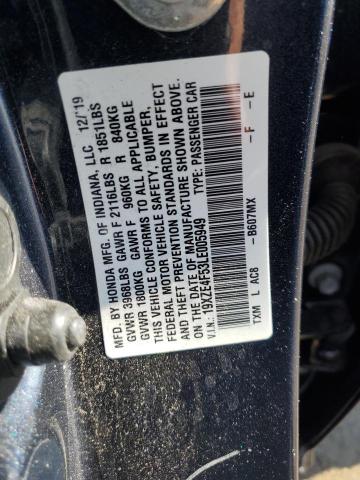 MFD. BY HONDA MFG. OF INDIANA, LLC 12/'19
GVWR 3968LBS GAWR F 2116LBS R 1851LBS
GVWR 1800KG GAWR F 960KG R 840KG
THIS VEHICLE CONFORMS TO ALL APPLICABLE
FEDERAL MOTOR VEHICLE SAFETY, BUMPER,
AND THEFT PREVENTION STANDARDS IN EFFECT
ON THE DATE OF MANUFACTURE SHOWN ABOVE.
V.I.N.: 19XZE4F53LE005949 TYPE: PASSENGER CAR
TXM L AC8 -B607MX -F -E